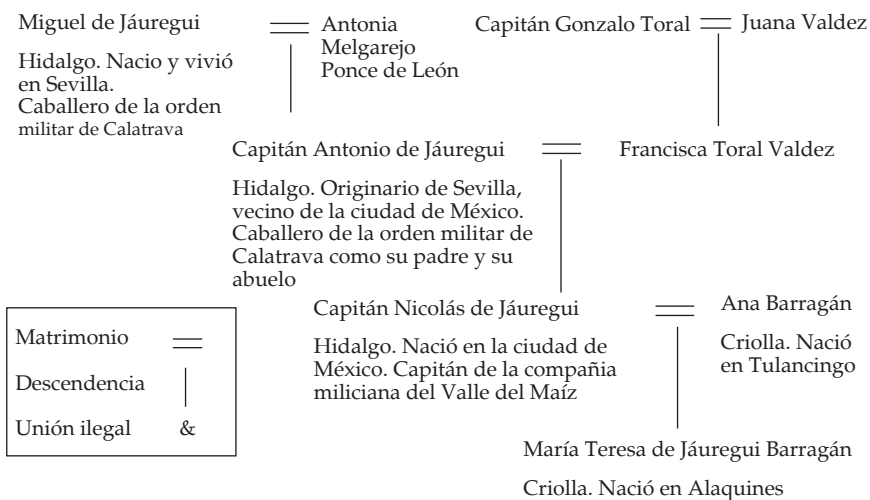 Miguel de Jáuregui
Hidalgo. Nacio y vivió
en Sevilla.
Caballero de la orden
militar de Calatrava
Antonia
Melgarejo
Ponce de León
Capitán Gonzalo Toral
Juana Valdez
Capitán Antonio de Jáuregui
Hidalgo. Originario de Sevilla,
vecino de la ciudad de México.
Caballero de la orden militar de
Calatrava como su padre y su
abuelo
Francisca Toral Valdez
Capitán Nicolás de Jáuregui
Hidalgo. Nació en la ciudad de
México. Capitán de la compañia
miliciana del Valle del Maíz
Ana Barragán
Criolla. Nació
en Tulancingo
Matrimonio
Descendencia
Unión ilegal &
María Teresa de Jáuregui Barragán
Criolla. Nació en Alaquines